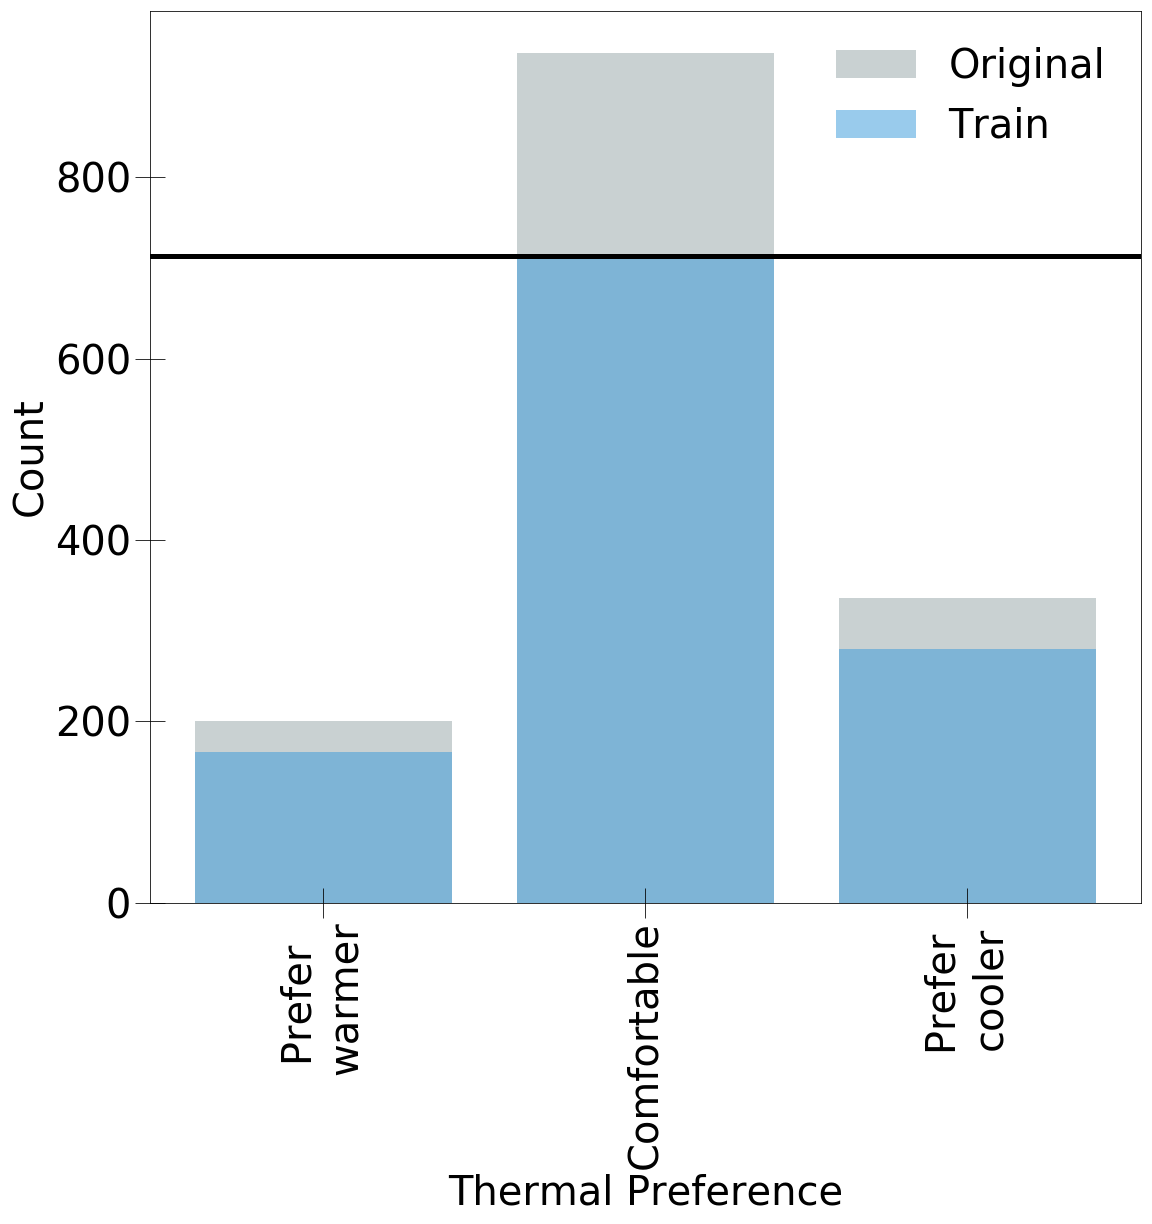 Original
Train
800
600
400
200
0
Count
Prefer
warmer
Comfortable
Prefer
cooler
Thermal Preference